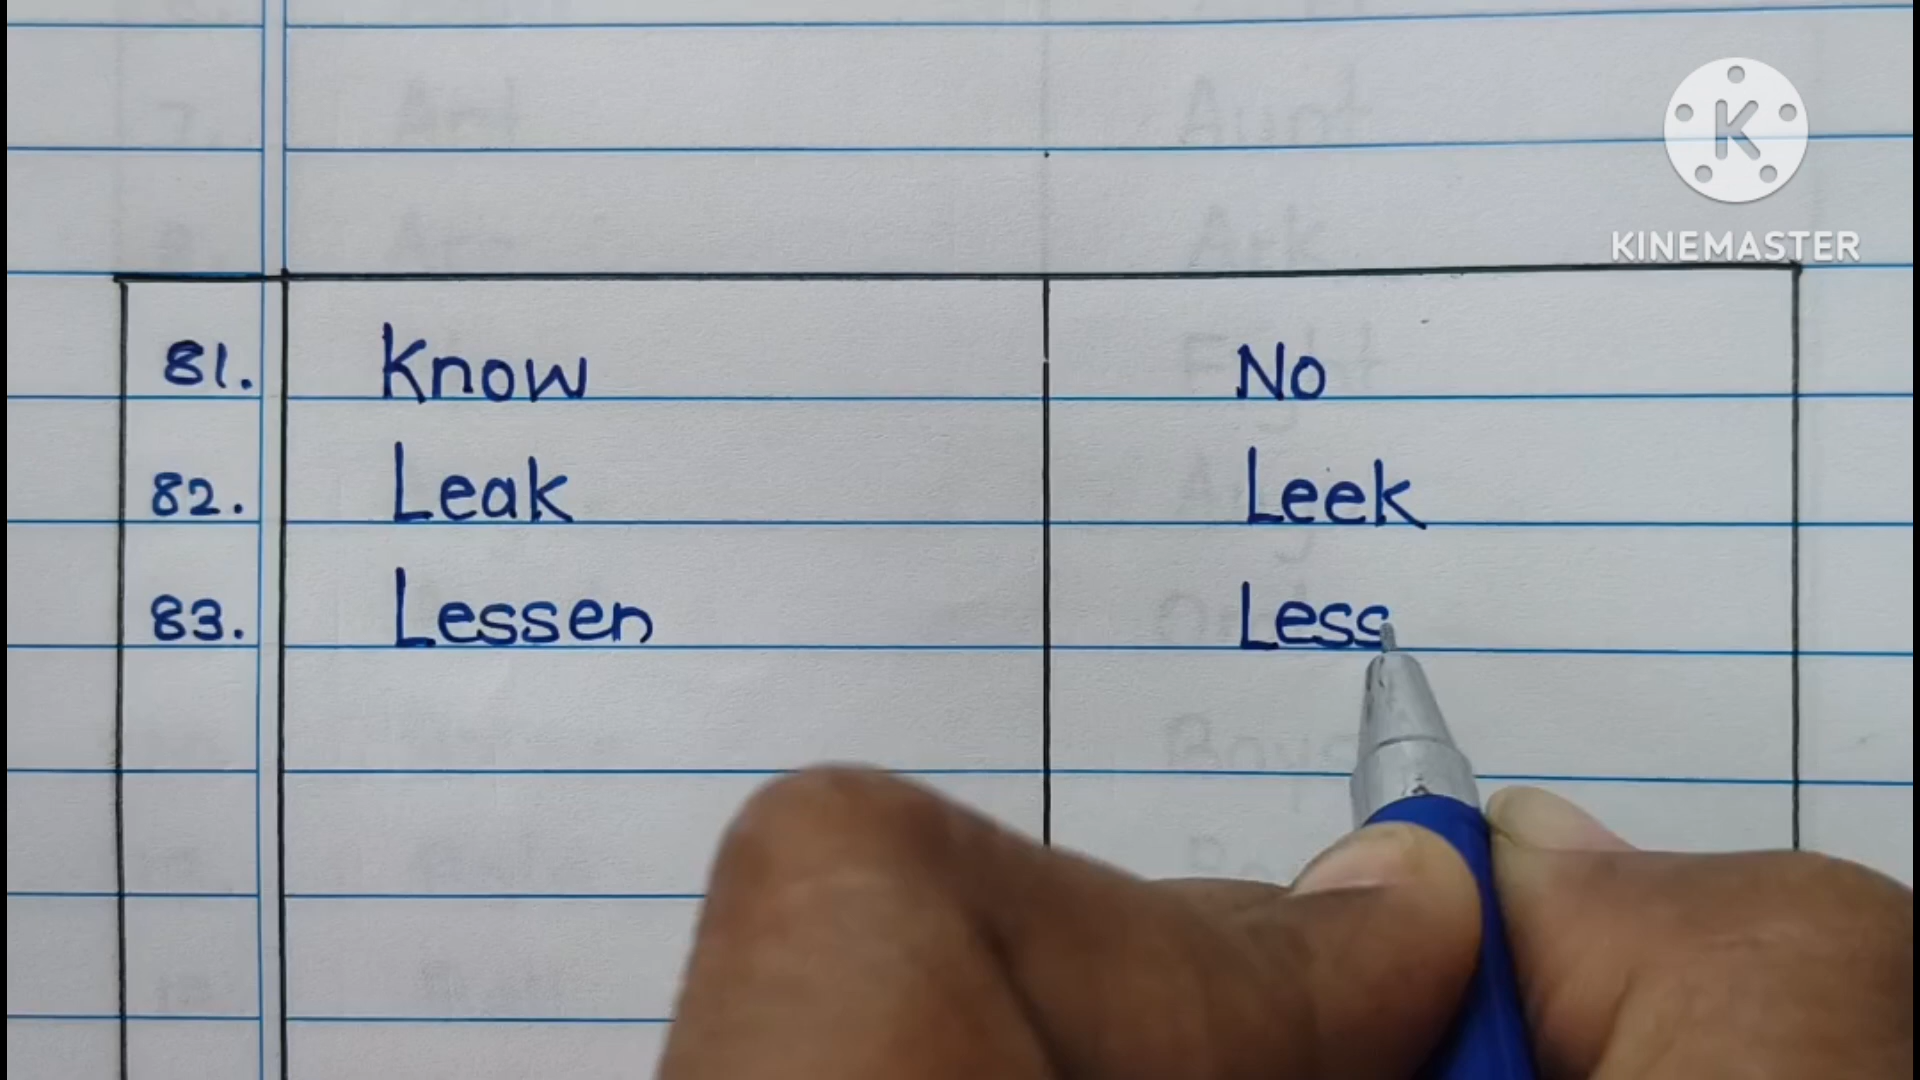 KINEMASTER
81. Know No
82. Leak Leek
83. Lessen Less